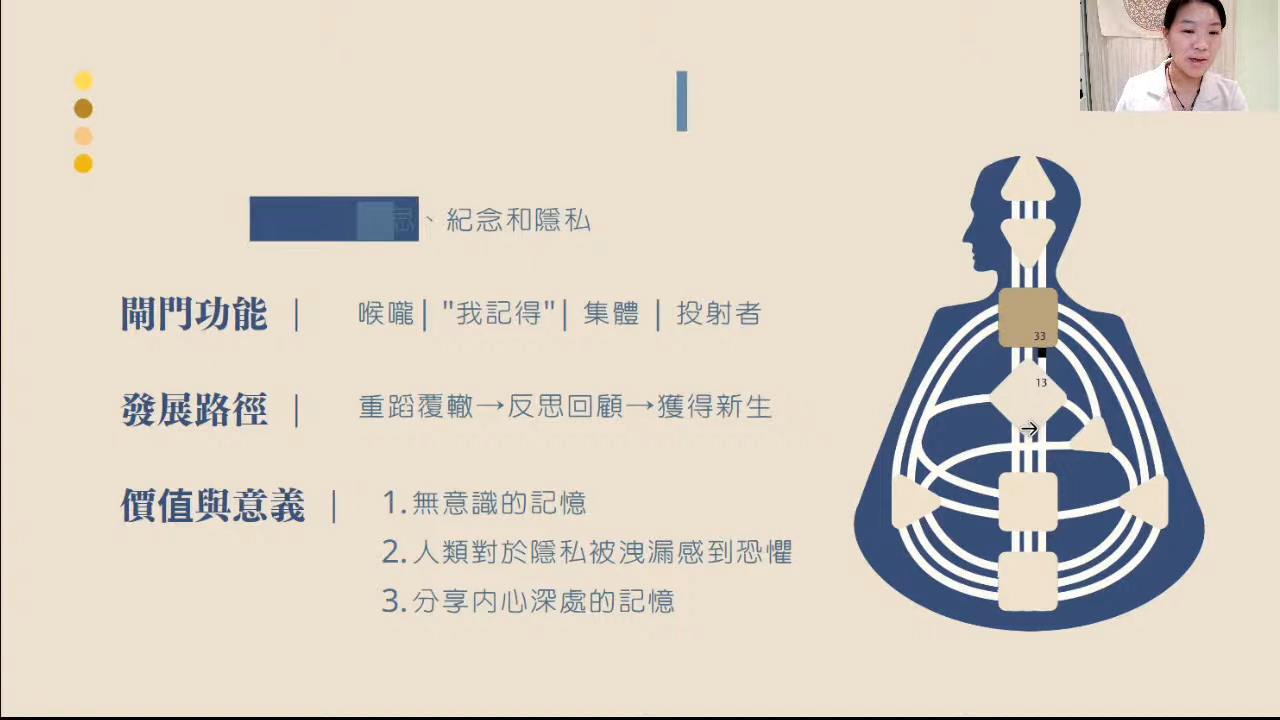 、紀念和隱私
閘門功能 | 喉嚨 | "我記得" | 集體 | 投射者
發展路徑 | 重蹈覆轍→反思回顧→獲得新生
價值與意義 | 1. 無意識的記憶
2. 人類對於隱私被洩漏感到恐懼
3. 分享内心深處的記憶
33
13